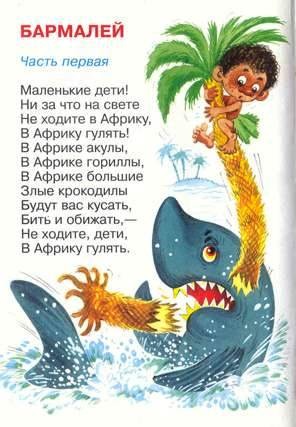 БАРМАЛЕЙ
Часть первая
Маленькие дети!
Ни за что на свете
Не ходите в Африку,
В Африку гулять!
В Африке акулы,
В Африке гориллы,
В Африке большие
Злые крокодилы
Будут вас кусать,
Бить и обижать,—
Не ходите, дети,
В Африку гулять.